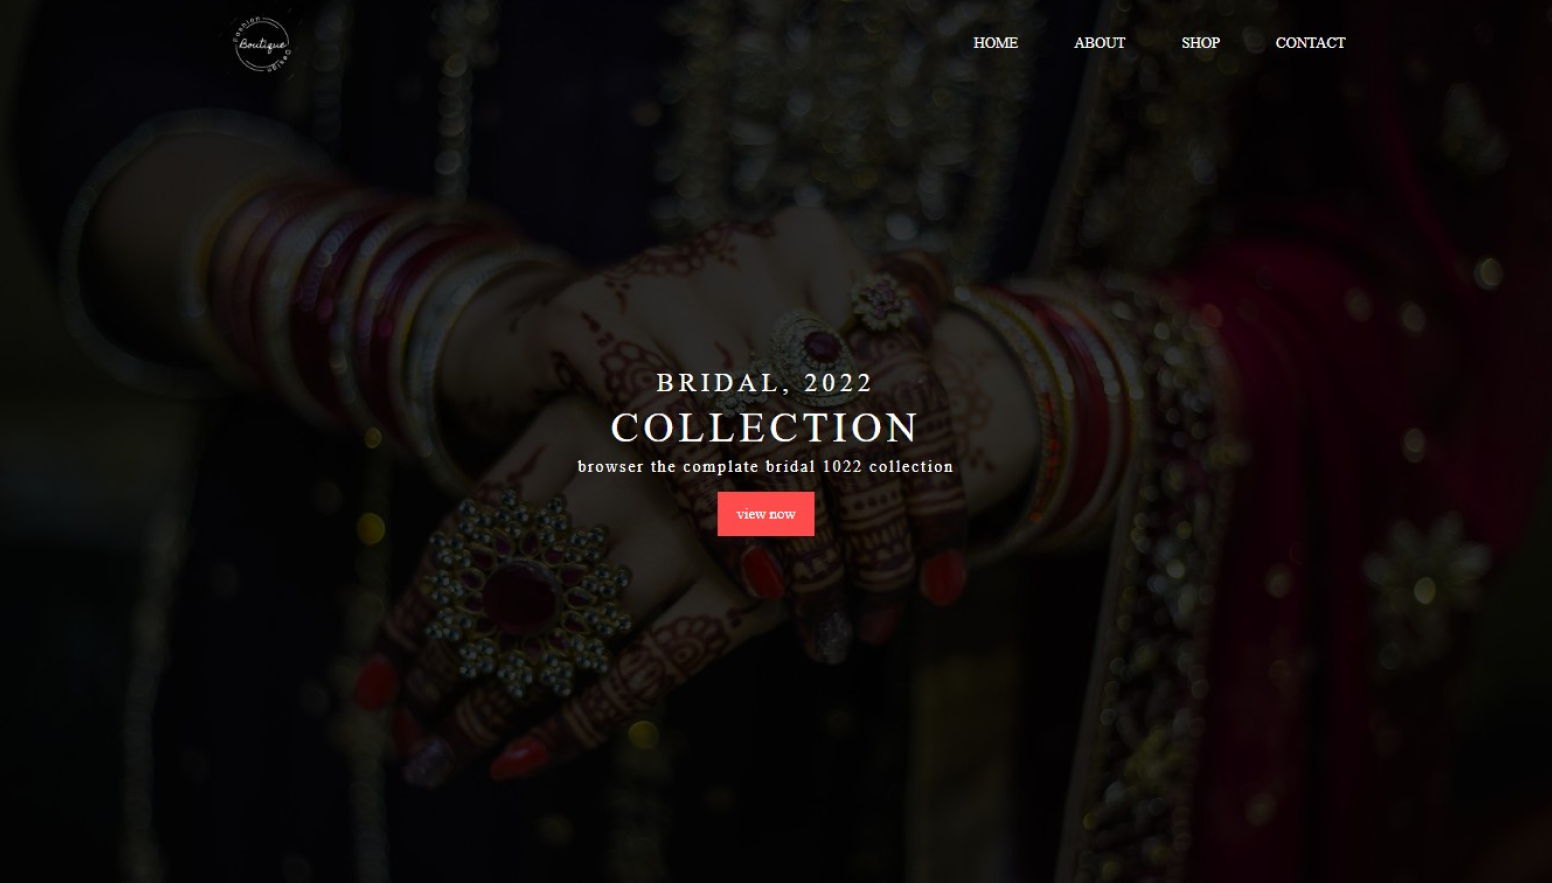 Fashion
Boutique
Design
HOME ABOUT SHOP CONTACT
BRIDAL, 2022
COLLECTION
browser the complate bridal 1022 collection
view now